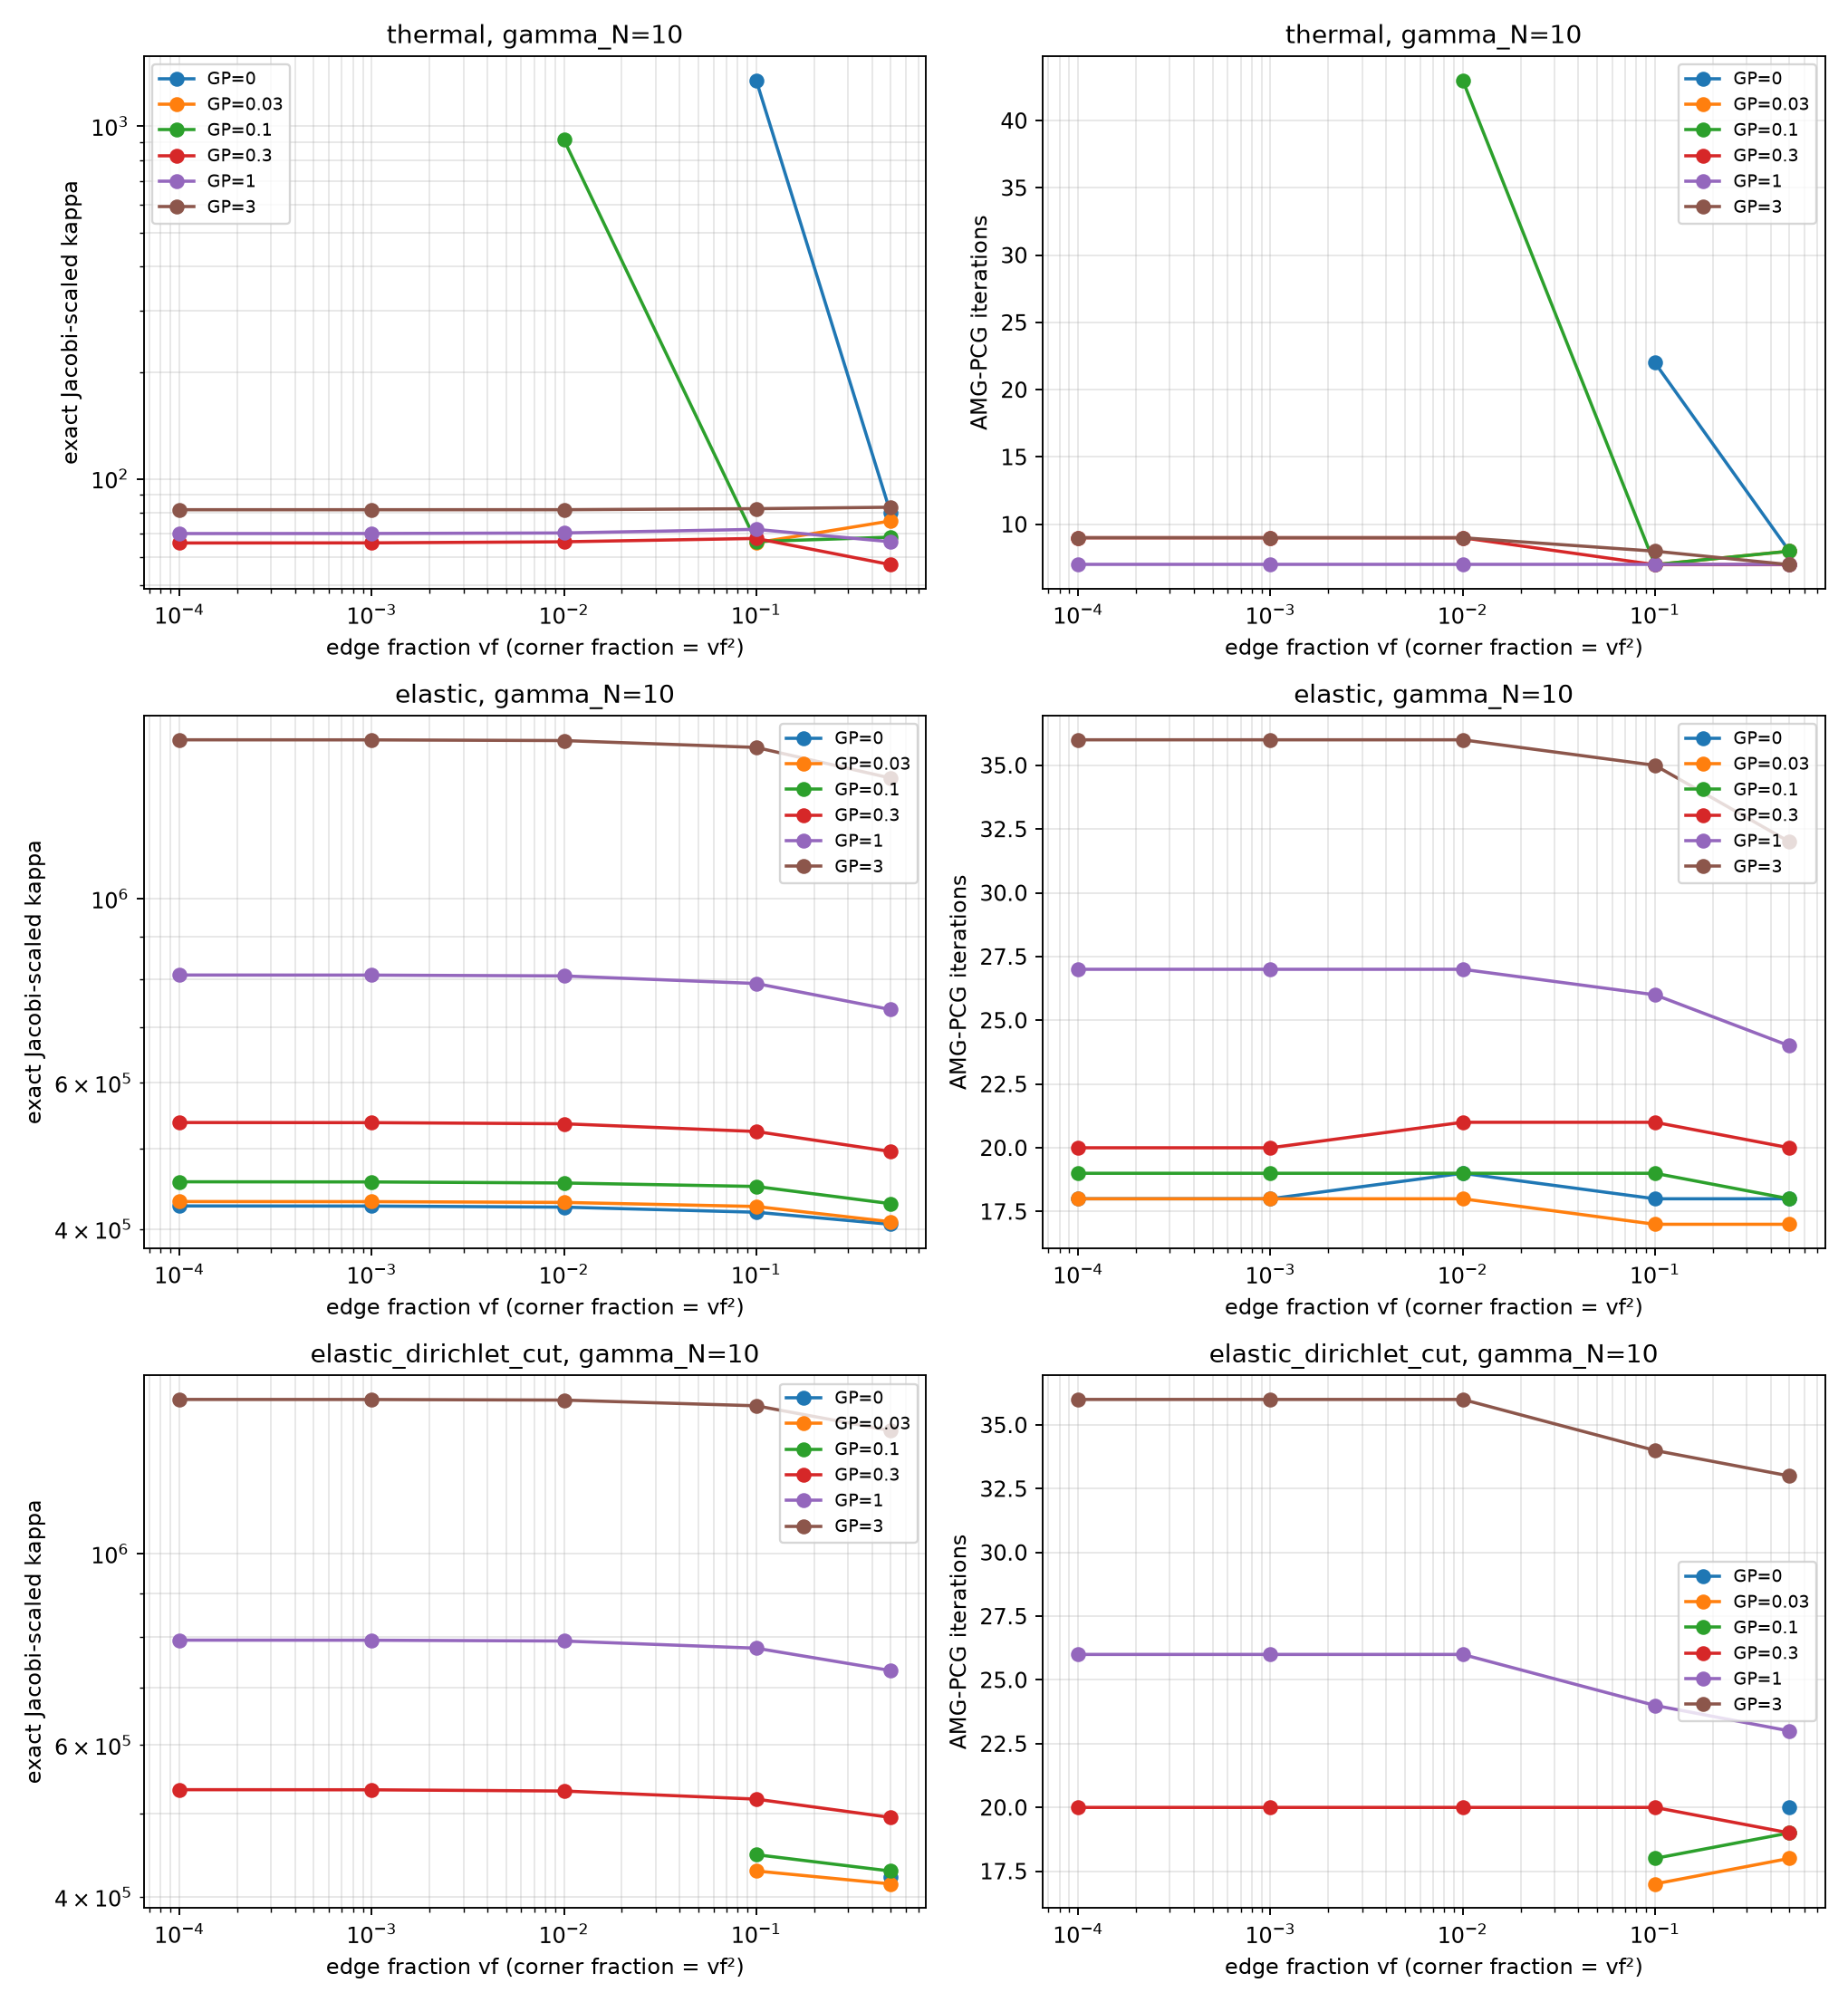 thermal, gamma_N=10
exact Jacobi-scaled kappa
10³
10²
GP=0
GP=0.03
GP=0.1
GP=0.3
GP=1
GP=3
10⁻⁴ 10⁻³ 10⁻² 10⁻¹
edge fraction vf (corner fraction = vf²)
thermal, gamma_N=10
AMG-PCG iterations
40
35
30
25
20
15
10
GP=0
GP=0.03
GP=0.1
GP=0.3
GP=1
GP=3
10⁻⁴ 10⁻³ 10⁻² 10⁻¹
edge fraction vf (corner fraction = vf²)
elastic, gamma_N=10
exact Jacobi-scaled kappa
10⁶
6 × 10⁵
4 × 10⁵
GP=0
GP=0.03
GP=0.1
GP=0.3
GP=1
GP=3
10⁻⁴ 10⁻³ 10⁻² 10⁻¹
edge fraction vf (corner fraction = vf²)
elastic, gamma_N=10
AMG-PCG iterations
35.0
32.5
30.0
27.5
25.0
22.5
20.0
17.5
GP=0
GP=0.03
GP=0.1
GP=0.3
GP=1
GP=3
10⁻⁴ 10⁻³ 10⁻² 10⁻¹
edge fraction vf (corner fraction = vf²)
elastic_dirichlet_cut, gamma_N=10
exact Jacobi-scaled kappa
10⁶
6 × 10⁵
4 × 10⁵
GP=0
GP=0.03
GP=0.1
GP=0.3
GP=1
GP=3
10⁻⁴ 10⁻³ 10⁻² 10⁻¹
edge fraction vf (corner fraction = vf²)
elastic_dirichlet_cut, gamma_N=10
AMG-PCG iterations
35.0
32.5
30.0
27.5
25.0
22.5
20.0
17.5
GP=0
GP=0.03
GP=0.1
GP=0.3
GP=1
GP=3
10⁻⁴ 10⁻³ 10⁻² 10⁻¹
edge fraction vf (corner fraction = vf²)